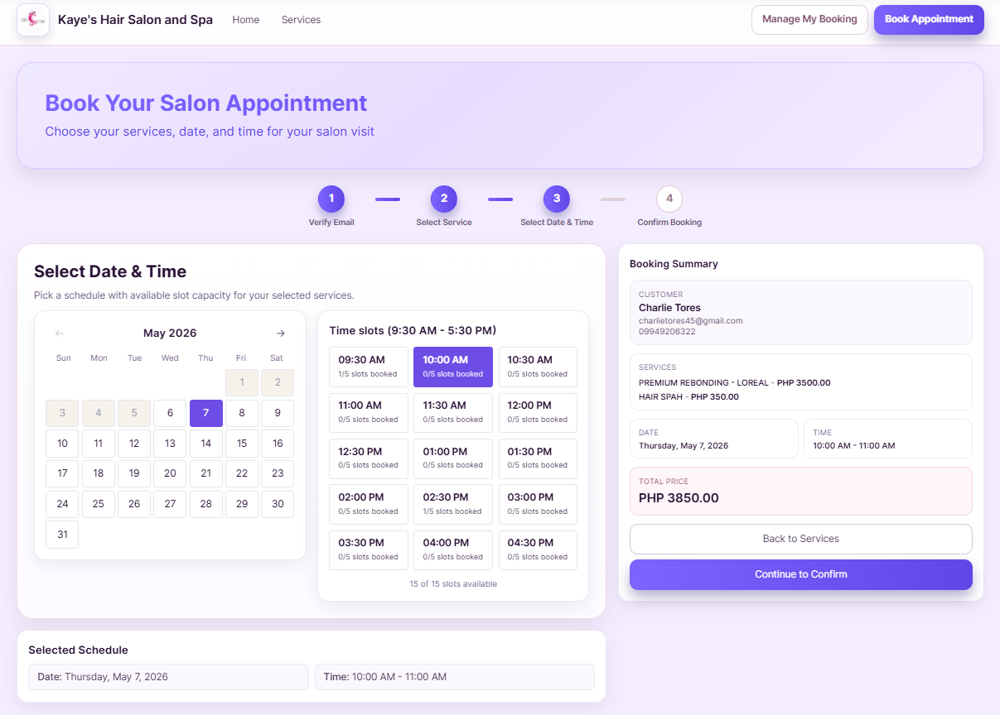 Kaye's Hair Salon and Spa
Home
Services
Manage My Booking
Book Appointment
Book Your Salon Appointment
Choose your services, date, and time for your salon visit
1
2
3
4
Verify Email
Select Service
Select Date & Time
Confirm Booking
Select Date & Time
Pick a schedule with available slot capacity for your selected services.
← May 2026 →
Sun Mon Tue Wed Thu Fri Sat
1 2
3 4 5 6 7 8 9
10 11 12 13 14 15 16
17 18 19 20 21 22 23
24 25 26 27 28 29 30
31
Time slots (9:30 AM - 5:30 PM)
09:30 AM 10:00 AM 10:30 AM
1/5 slots booked 0/5 slots booked 0/5 slots booked
11:00 AM 11:30 AM 12:00 PM
0/5 slots booked 0/5 slots booked 0/5 slots booked
12:30 PM 01:00 PM 01:30 PM
0/5 slots booked 0/5 slots booked 0/5 slots booked
02:00 PM 02:30 PM 03:00 PM
0/5 slots booked 1/5 slots booked 0/5 slots booked
03:30 PM 04:00 PM 04:30 PM
0/5 slots booked 0/5 slots booked 0/5 slots booked
15 of 15 slots available
Booking Summary
CUSTOMER
Charlie Tores
charlietores45@gmail.com
09949206322
SERVICES
PREMIUM REBONDING - LOREAL - PHP 3500.00
HAIR SPAH - PHP 350.00
DATE
Thursday, May 7, 2026
TIME
10:00 AM - 11:00 AM
TOTAL PRICE
PHP 3850.00
Back to Services
Continue to Confirm
Selected Schedule
Date: Thursday, May 7, 2026
Time: 10:00 AM - 11:00 AM